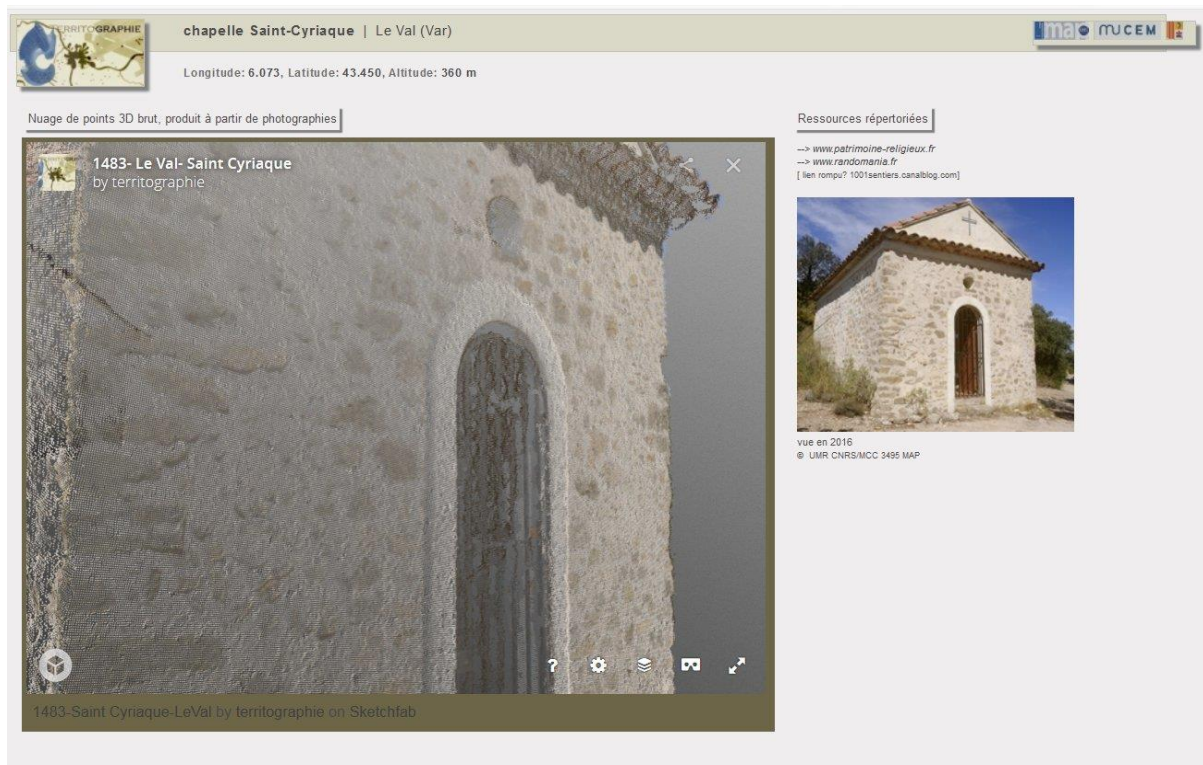 TERRITOGRAPHIE
chapelle Saint-Cyriaque | Le Val (Var)
map MUCEM
Longitude: 6.073, Latitude: 43.450, Altitude: 360 m
Nuage de points 3D brut, produit à partir de photographies
1483- Le Val- Saint Cyriaque
by territographie
?
1483-Saint Cyriaque-LeVal by territographie on Sketchfab
Ressources répertoriées
---> www.patrimoine-religieux.fr
---> www.randomania.fr
[ lien rompu? 1001sentiers.canalblog.com]
vue en 2016
© UMR CNRS/MCC 3495 MAP